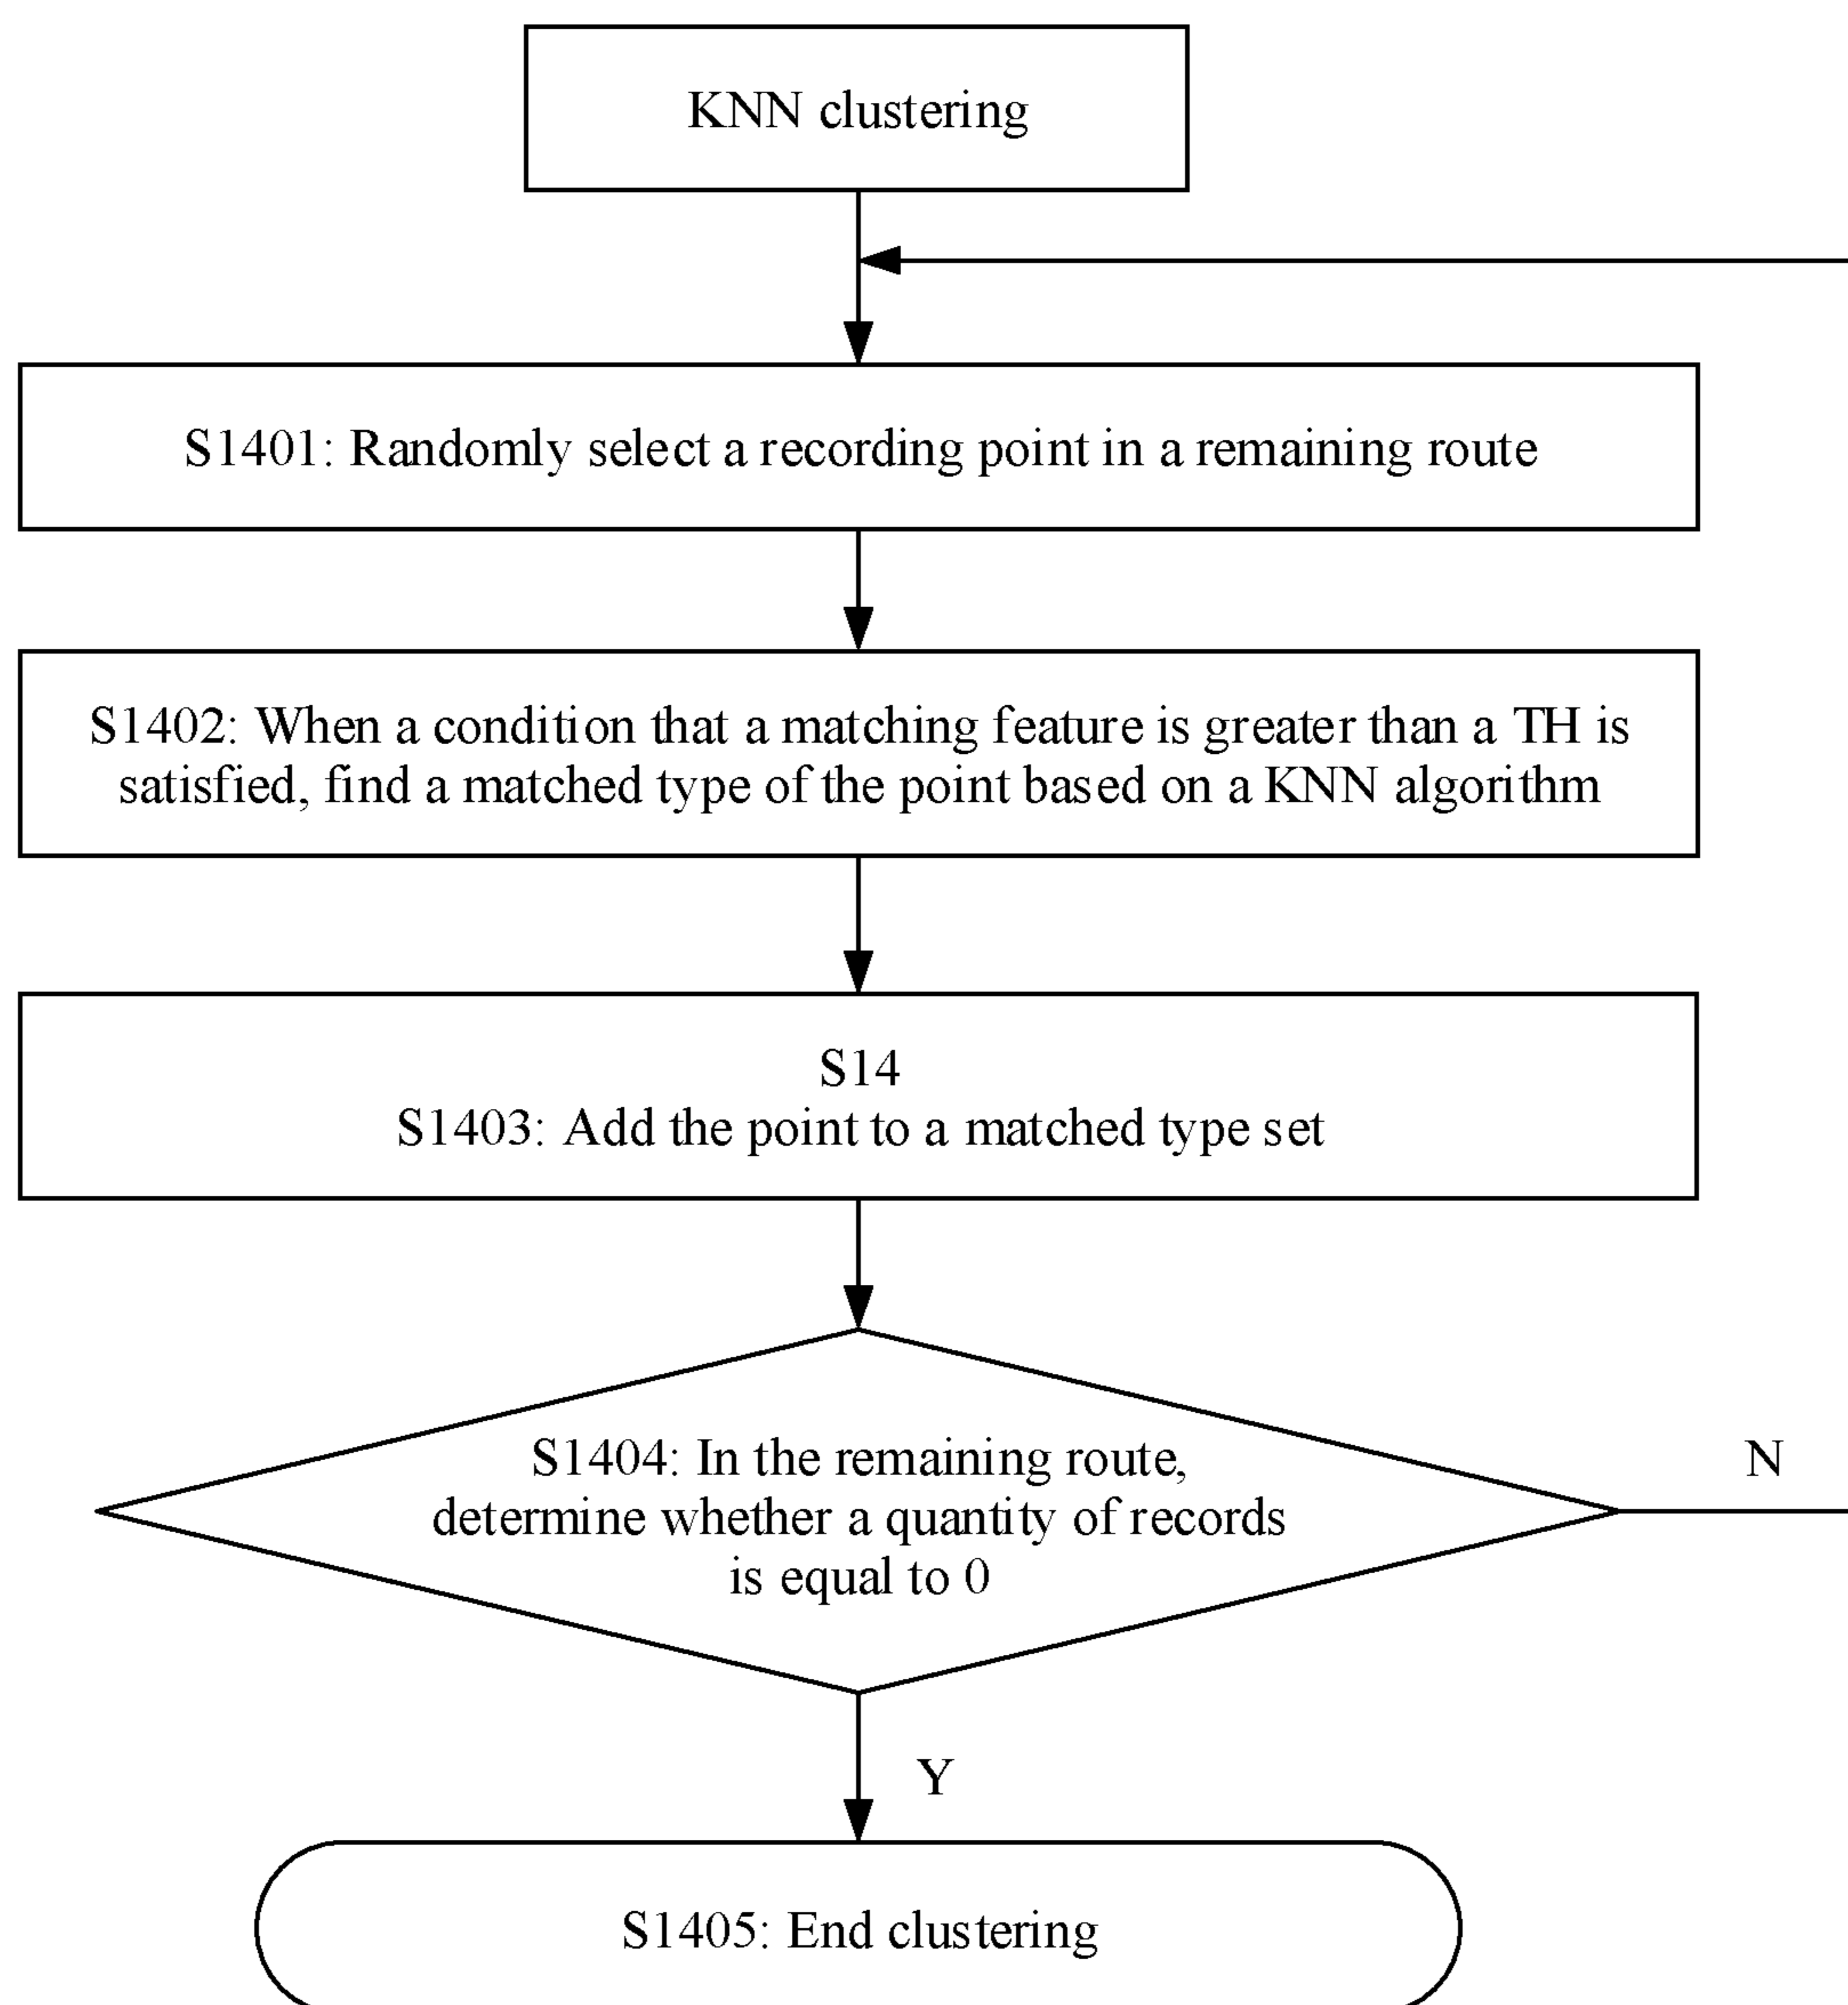 KNN clustering
S1401: Randomly select a recording point in a remaining route
S1402: When a condition that a matching feature is greater than a TH is
satisfied, find a matched type of the point based on a KNN algorithm
S14
S1403: Add the point to a matched type set
S1404: In the remaining route,
determine whether a quantity of records
is equal to 0
N
Y
S1405: End clustering